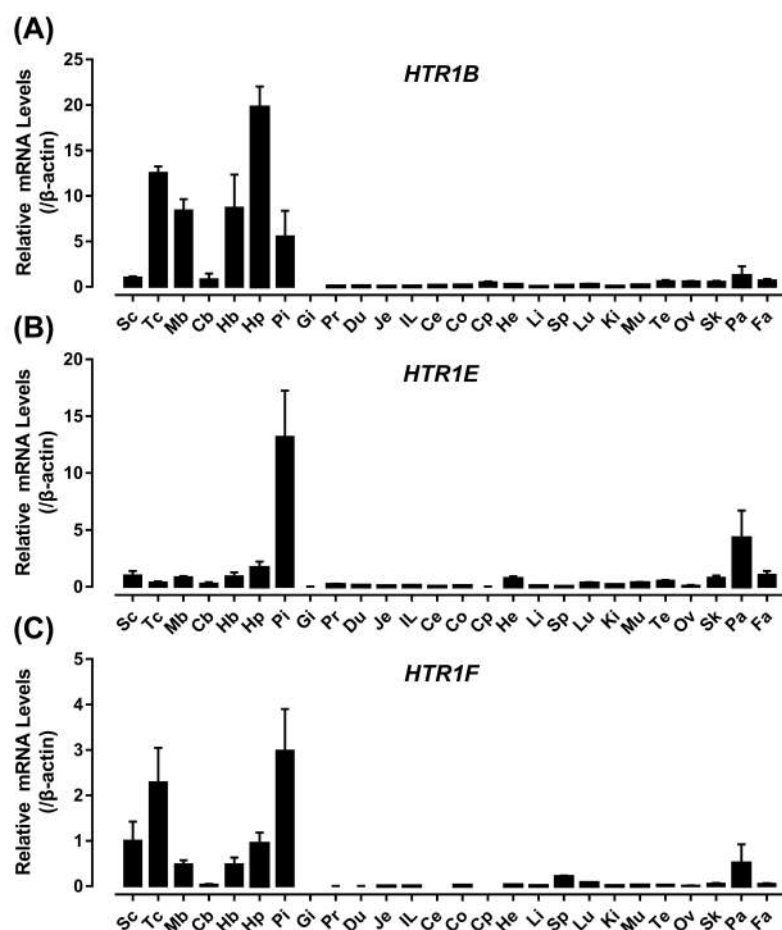 (A)
HTR1B
Relative mRNA Levels
(/β-actin)
25
20
15
10
5
0
Sc Tc Mb Cb Hb Hp Pi Gi Pr Du Je IL Ce Co Cp He Li Sp Lu Ki Mu Te Ov Sk Pa Fa
(B)
HTR1E
Relative mRNA Levels
(/β-actin)
20
15
10
5
0
Sc Tc Mb Cb Hb Hp Pi Gi Pr Du Je IL Ce Co Cp He Li Sp Lu Ki Mu Te Ov Sk Pa Fa
(C)
HTR1F
Relative mRNA Levels
(/β-actin)
5
4
3
2
1
0
Sc Tc Mb Cb Hb Hp Pi Gi Pr Du Je IL Ce Co Cp He Li Sp Lu Ki Mu Te Ov Sk Pa Fa